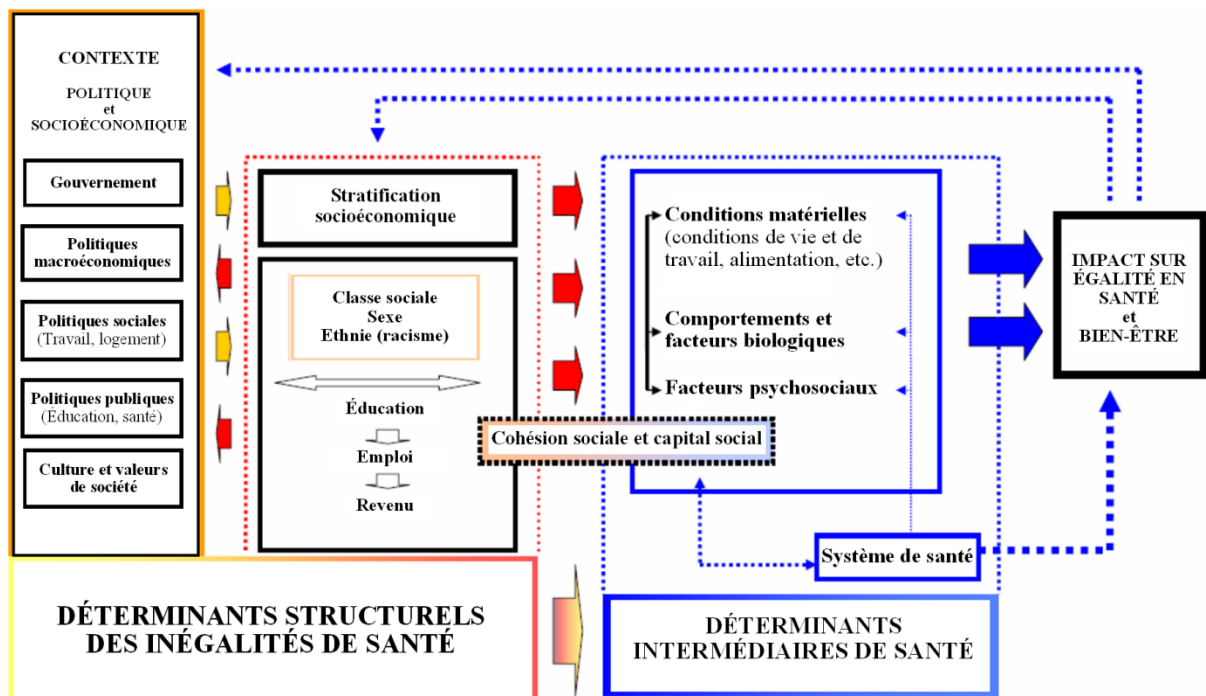 CONTEXTE
POLITIQUE
et
SOCIOÉCONOMIQUE
Gouvernement
Politiques
macroéconomiques
Politiques sociales
(Travail, logement)
Politiques publiques
(Éducation, santé)
Culture et valeurs
de société
Stratification
socioéconomique
Classe sociale
Sexe
Ethnie (racisme)
Éducation
Emploi
Revenu
Cohésion sociale et capital social
Conditions matérielles
(conditions de vie et de
travail, alimentation, etc.)
Comportements et
facteurs biologiques
Facteurs psychosociaux
Système de santé
IMPACT SUR
ÉGALITÉ EN
SANTÉ
et
BIEN-ÊTRE
DÉTERMINANTS STRUCTURELS
DES INÉGALITÉS DE SANTÉ
DÉTERMINANTS
INTERMÉDIAIRES DE SANTÉ